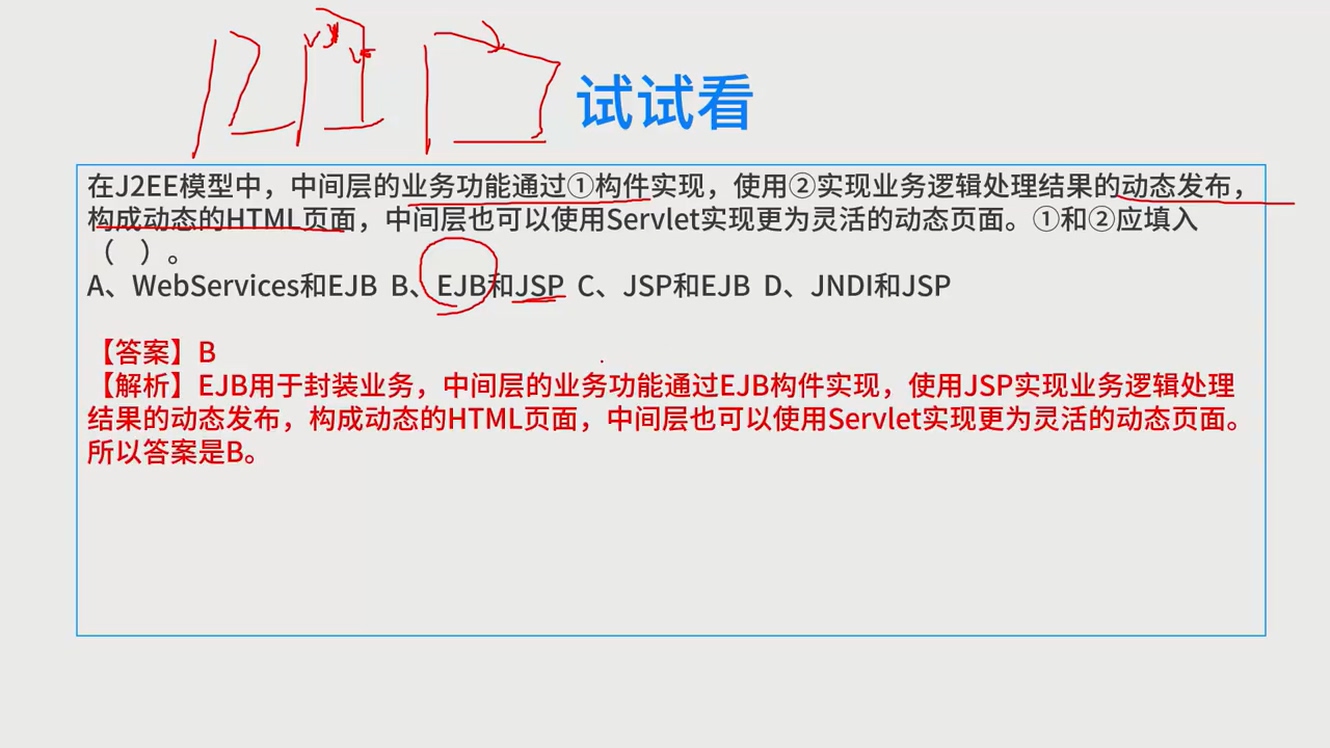 试试看
在J2EE模型中，中间层的业务功能通过①构件实现，使用②实现业务逻辑处理结果的动态发布，
构成动态的HTML页面，中间层也可以使用Servlet实现更为灵活的动态页面。①和②应填入
（　）。
A、WebServices和EJB B、EJB和JSP C、JSP和EJB D、JNDI和JSP
【答案】B
【解析】EJB用于封装业务，中间层的业务功能通过EJB构件实现，使用JSP实现业务逻辑处理
结果的动态发布，构成动态的HTML页面，中间层也可以使用Servlet实现更为灵活的动态页面。
所以答案是B。